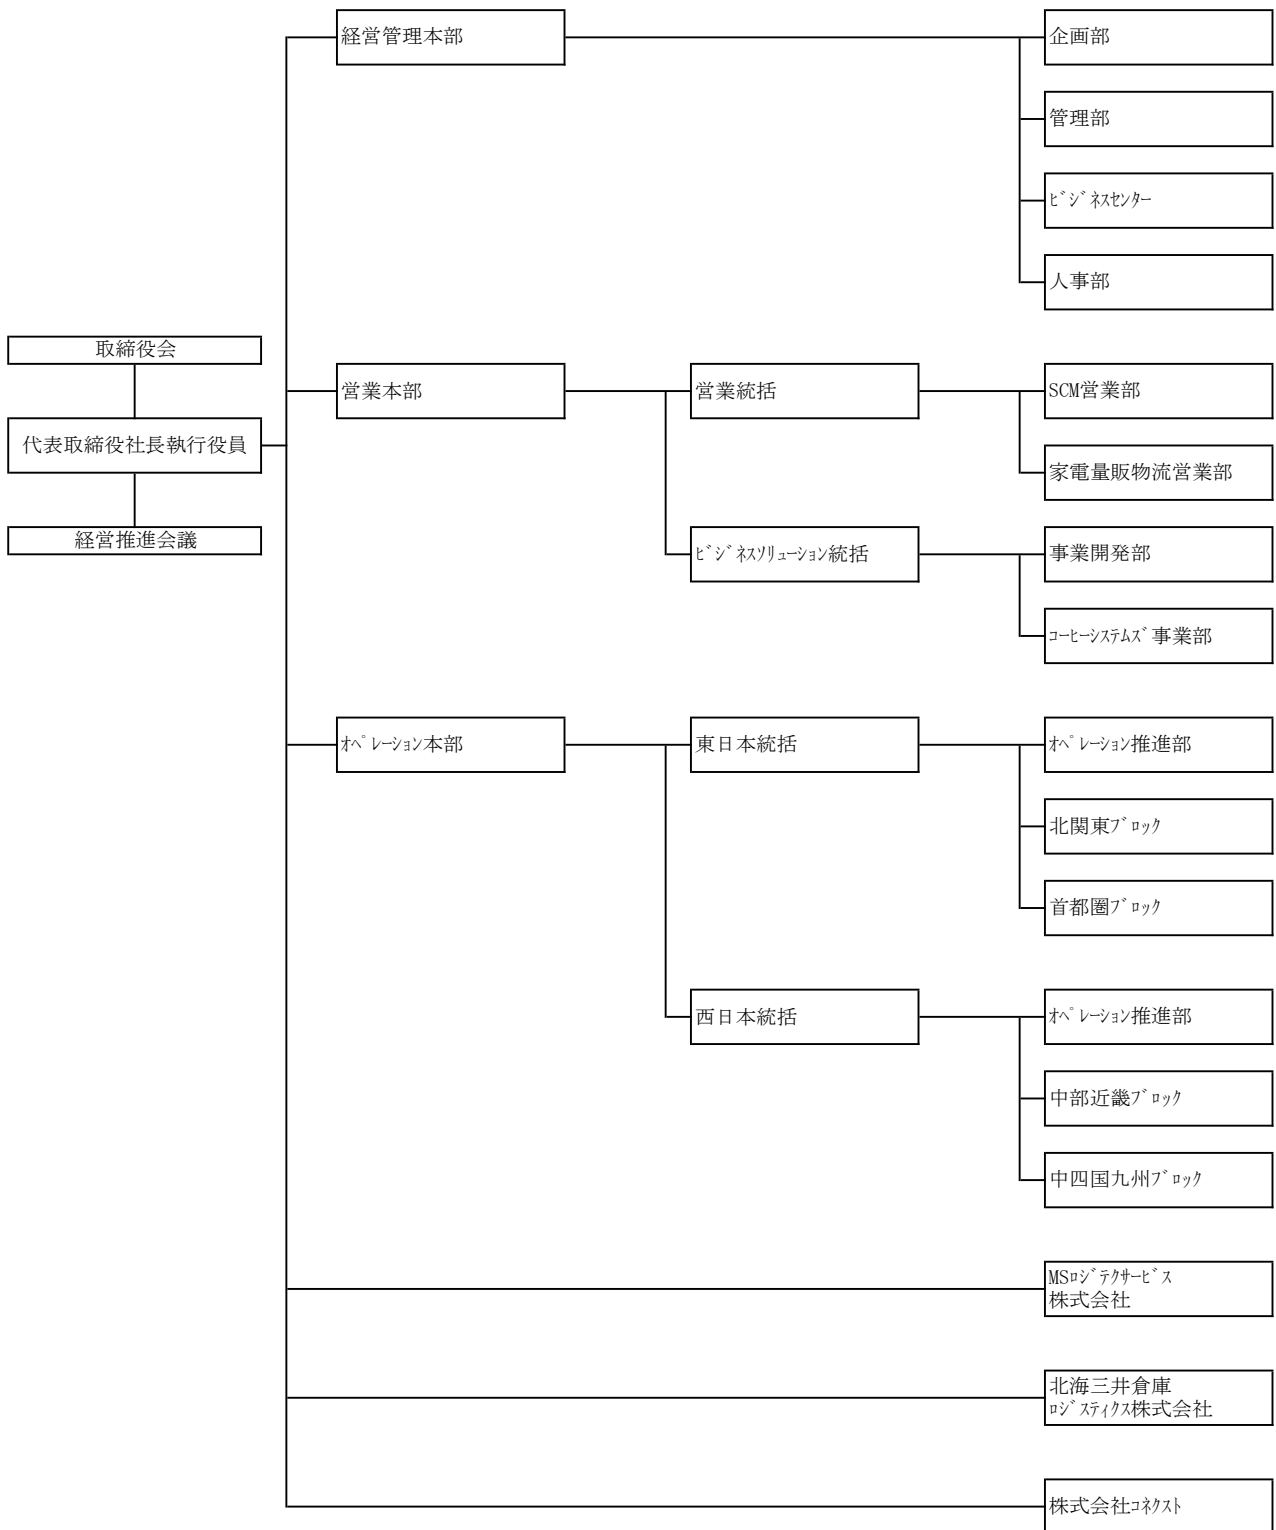 経営管理本部
企画部
管理部
ﾋﾞｼﾞﾈｽｾﾝﾀｰ
人事部
取締役会
代表取締役社長執行役員
経営推進会議
営業本部
営業統括
SCM営業部
家電量販物流営業部
ﾋﾞｼﾞﾈｽｿﾘｭｰｼｮﾝ統括
事業開発部
ｺｰﾋｰｼｽﾃﾑｽﾞ事業部
ｵﾍﾟﾚｰｼｮﾝ本部
東日本統括
ｵﾍﾟﾚｰｼｮﾝ推進部
北関東ﾌﾞﾛｯｸ
首都圏ﾌﾞﾛｯｸ
西日本統括
ｵﾍﾟﾚｰｼｮﾝ推進部
中部近畿ﾌﾞﾛｯｸ
中四国九州ﾌﾞﾛｯｸ
MSﾛｼﾞﾃｸｻｰﾋﾞｽ
株式会社
北海三井倉庫
ﾛｼﾞｽﾃｨｸｽ株式会社
株式会社ｺﾈｸｽﾄ